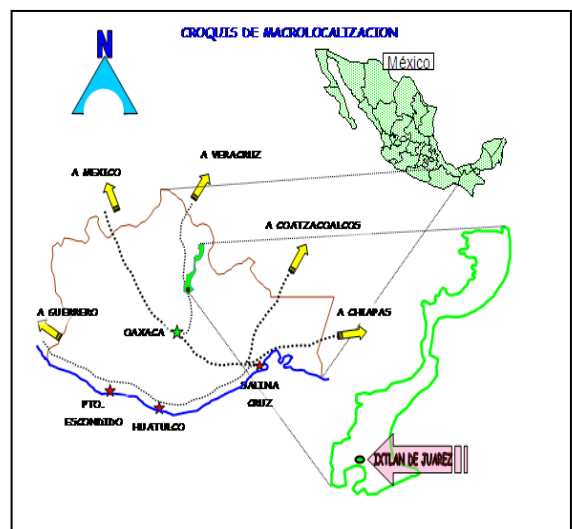 CROQUIS DE MACROLOCALIZACION
N
México
A VERACRUZ
A MEXICO
A COATZACOALCOS
A GUERRERO
A CHIAPAS
OAXACA
SALINA
CRUZ
PTO.
ESCONDIDO
HUATULCO
IXTLAN DE JUAREZ